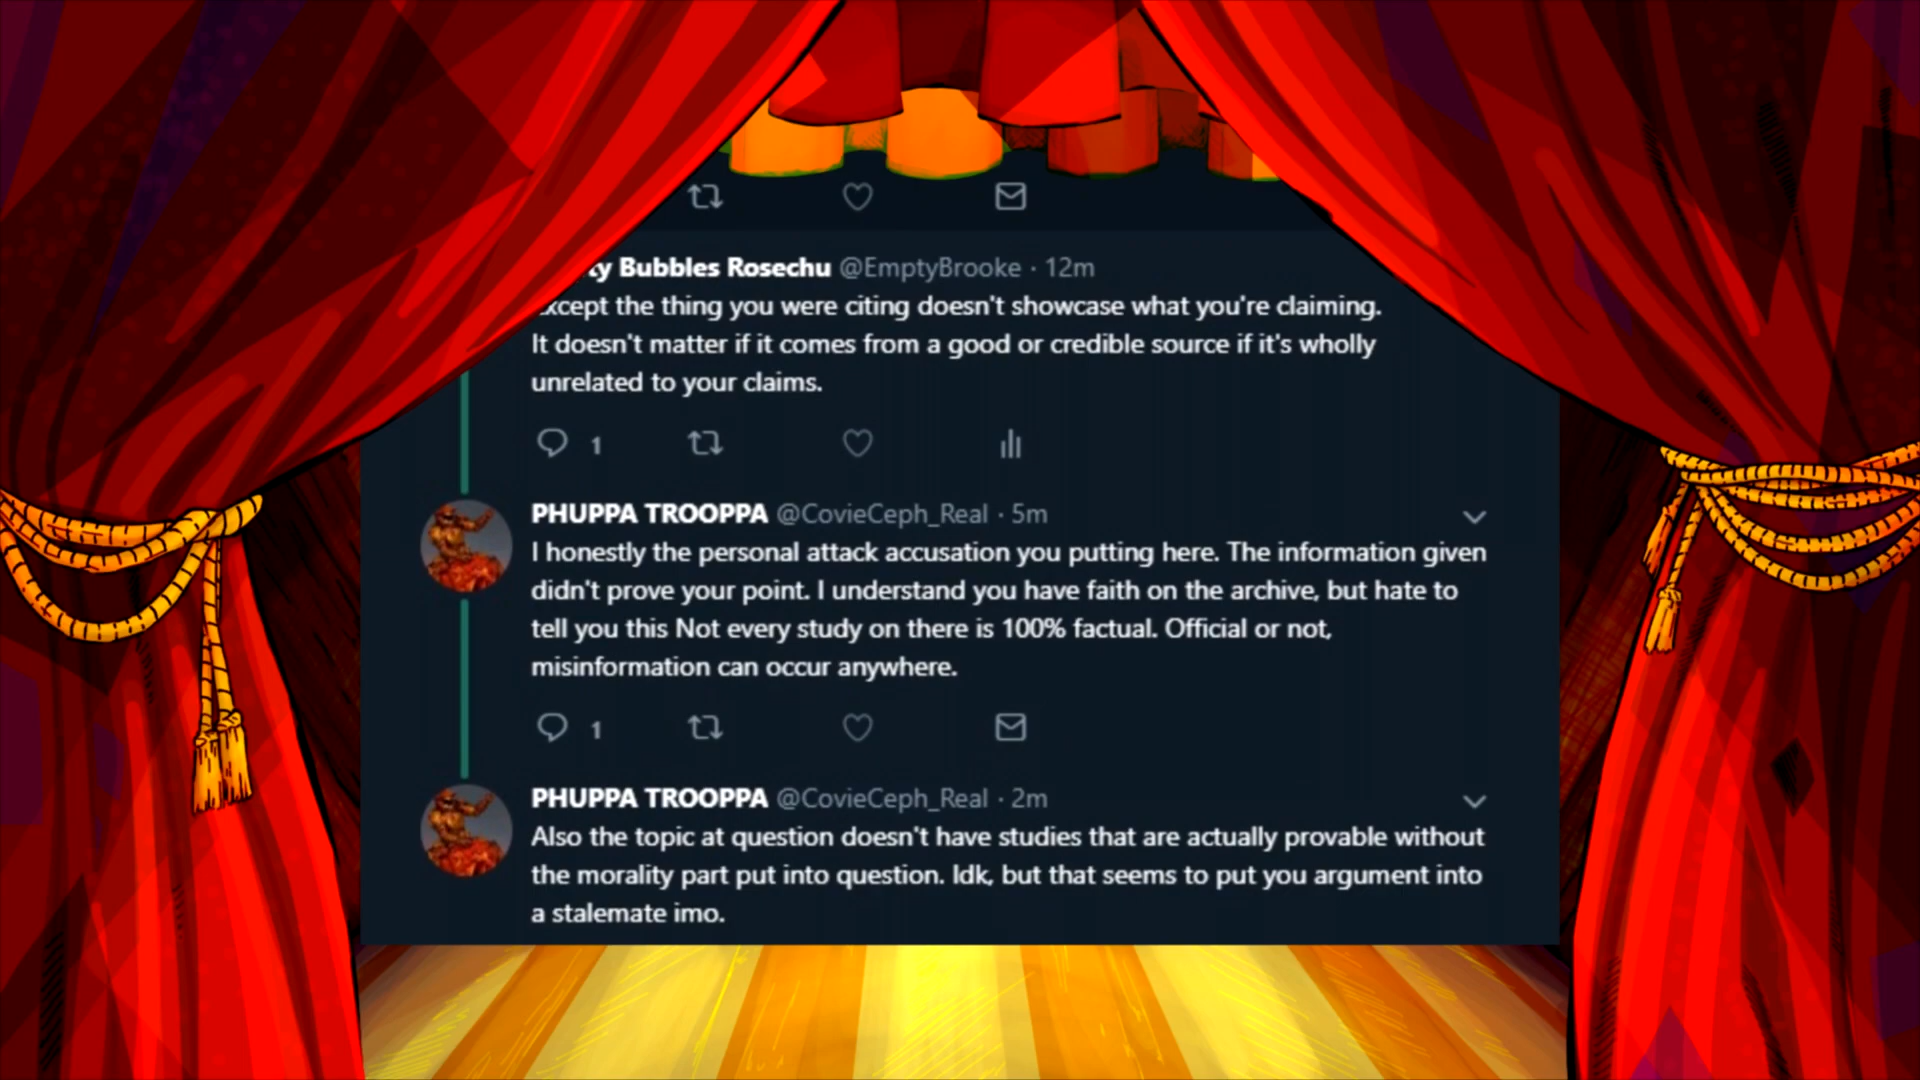 ty Bubbles Rosechu @EmptyBrooke · 12m
xcept the thing you were citing doesn't showcase what you're claiming.
It doesn't matter if it comes from a good or credible source if it's wholly
unrelated to your claims.
1
PHUPPA TROOPPA @CovieCeph_Real · 5m
I honestly the personal attack accusation you putting here. The information given
didn't prove your point. I understand you have faith on the archive, but hate to
tell you this Not every study on there is 100% factual. Official or not,
misinformation can occur anywhere.
1
PHUPPA TROOPPA @CovieCeph_Real · 2m
Also the topic at question doesn't have studies that are actually provable without
the morality part put into question. Idk, but that seems to put you argument into
a stalemate imo.